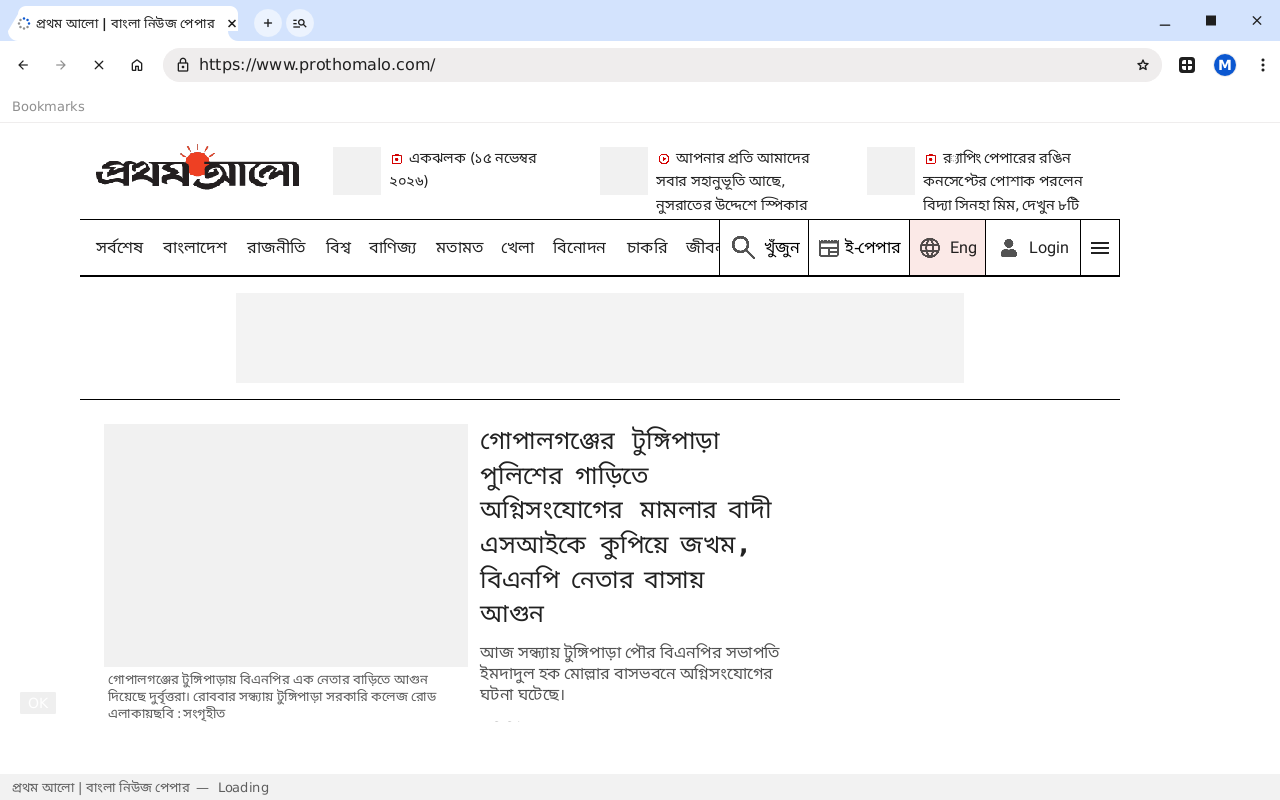 প্রথম আলো | বাংলা নিউজ পেপার
https://www.prothomalo.com/
M
Bookmarks
প্রথম আলো
একঝলক (১৫ নভেম্বর
২০২৬)
আপনার প্রতি আমাদের
সবার সহানুভূতি আছে,
নুসরাতের উদ্দেশে স্পিকার
র‍্যাপিং পেপারের রঙিন
কনসেপ্টের পোশাক পরলেন
বিদ্যা সিনহা মিম, দেখুন ৮টি
সর্বশেষ বাংলাদেশ রাজনীতি বিশ্ব বাণিজ্য মতামত খেলা বিনোদন চাকরি জীবন খুঁজুন ই-পেপার Eng Login
গোপালগঞ্জের টুঙ্গিপাড়া
পুলিশের গাড়িতে
অগ্নিসংযোগের মামলার বাদী
এসআইকে কুপিয়ে জখম,
বিএনপি নেতার বাসায়
আগুন
আজ সন্ধ্যায় টুঙ্গিপাড়া পৌর বিএনপির সভাপতি
ইমদাদুল হক মোল্লার বাসভবনে অগ্নিসংযোগের
ঘটনা ঘটেছে।
গোপালগঞ্জের টুঙ্গিপাড়ায় বিএনপির এক নেতার বাড়িতে আগুন
দিয়েছে দুর্বৃত্তরা। রোববার সন্ধ্যায় টুঙ্গিপাড়া সরকারি কলেজ রোড
এলাকায়ছবি : সংগৃহীত
OK
প্রথম আলো | বাংলা নিউজ পেপার — Loading